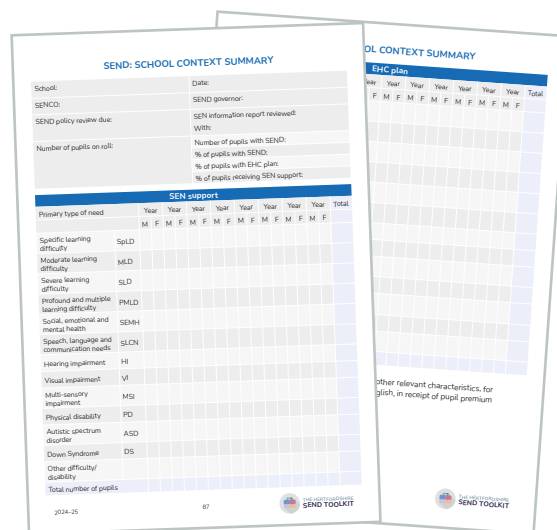 SEND: SCHOOL CONTEXT SUMMARY
School:
Date:
SENCO:
SEND governor:
SEND policy review due:
SEN information report reviewed:
With:
Number of pupils on roll:
Number of pupils with SEND:
% of pupils with SEND:
% of pupils with EHC plan:
% of pupils receiving SEN support:
SEN support
Primary type of need
Year Year Year Year Year Year Year Year Total
M F M F M F M F M F M F M F M F
Specific learning
difficulty
SpLD
Moderate learning
difficulty
MLD
Severe learning
difficulty
SLD
Profound and multiple
learning difficulty
PMLD
Social, emotional and
mental health
SEMH
Speech, language and
communication needs
SLCN
Hearing impairment HI
Visual impairment VI
Multi-sensory
impairment
MSI
Physical disability PD
Autistic spectrum
disorder
ASD
Down Syndrome DS
Other difficulty/
disability
Total number of pupils
2024–25
87
THE HERTFORDSHIRE
SEND TOOLKIT
OL CONTEXT SUMMARY
EHC plan
ear Year Year Year Year Year Year Total
F M F M F M F M F M F M F
other relevant characteristics, for
glish, in receipt of pupil premium
THE HERTFORDSHIRE
SEND TOOLKIT